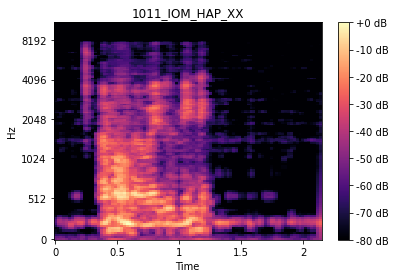 1011_IOM_HAP_XX
+0 dB
8192
-10 dB
4096
-20 dB
-30 dB
2048
Hz
-40 dB
1024
-50 dB
512
-60 dB
-70 dB
0
-80 dB
0
0.5
1
1.5
2
Time